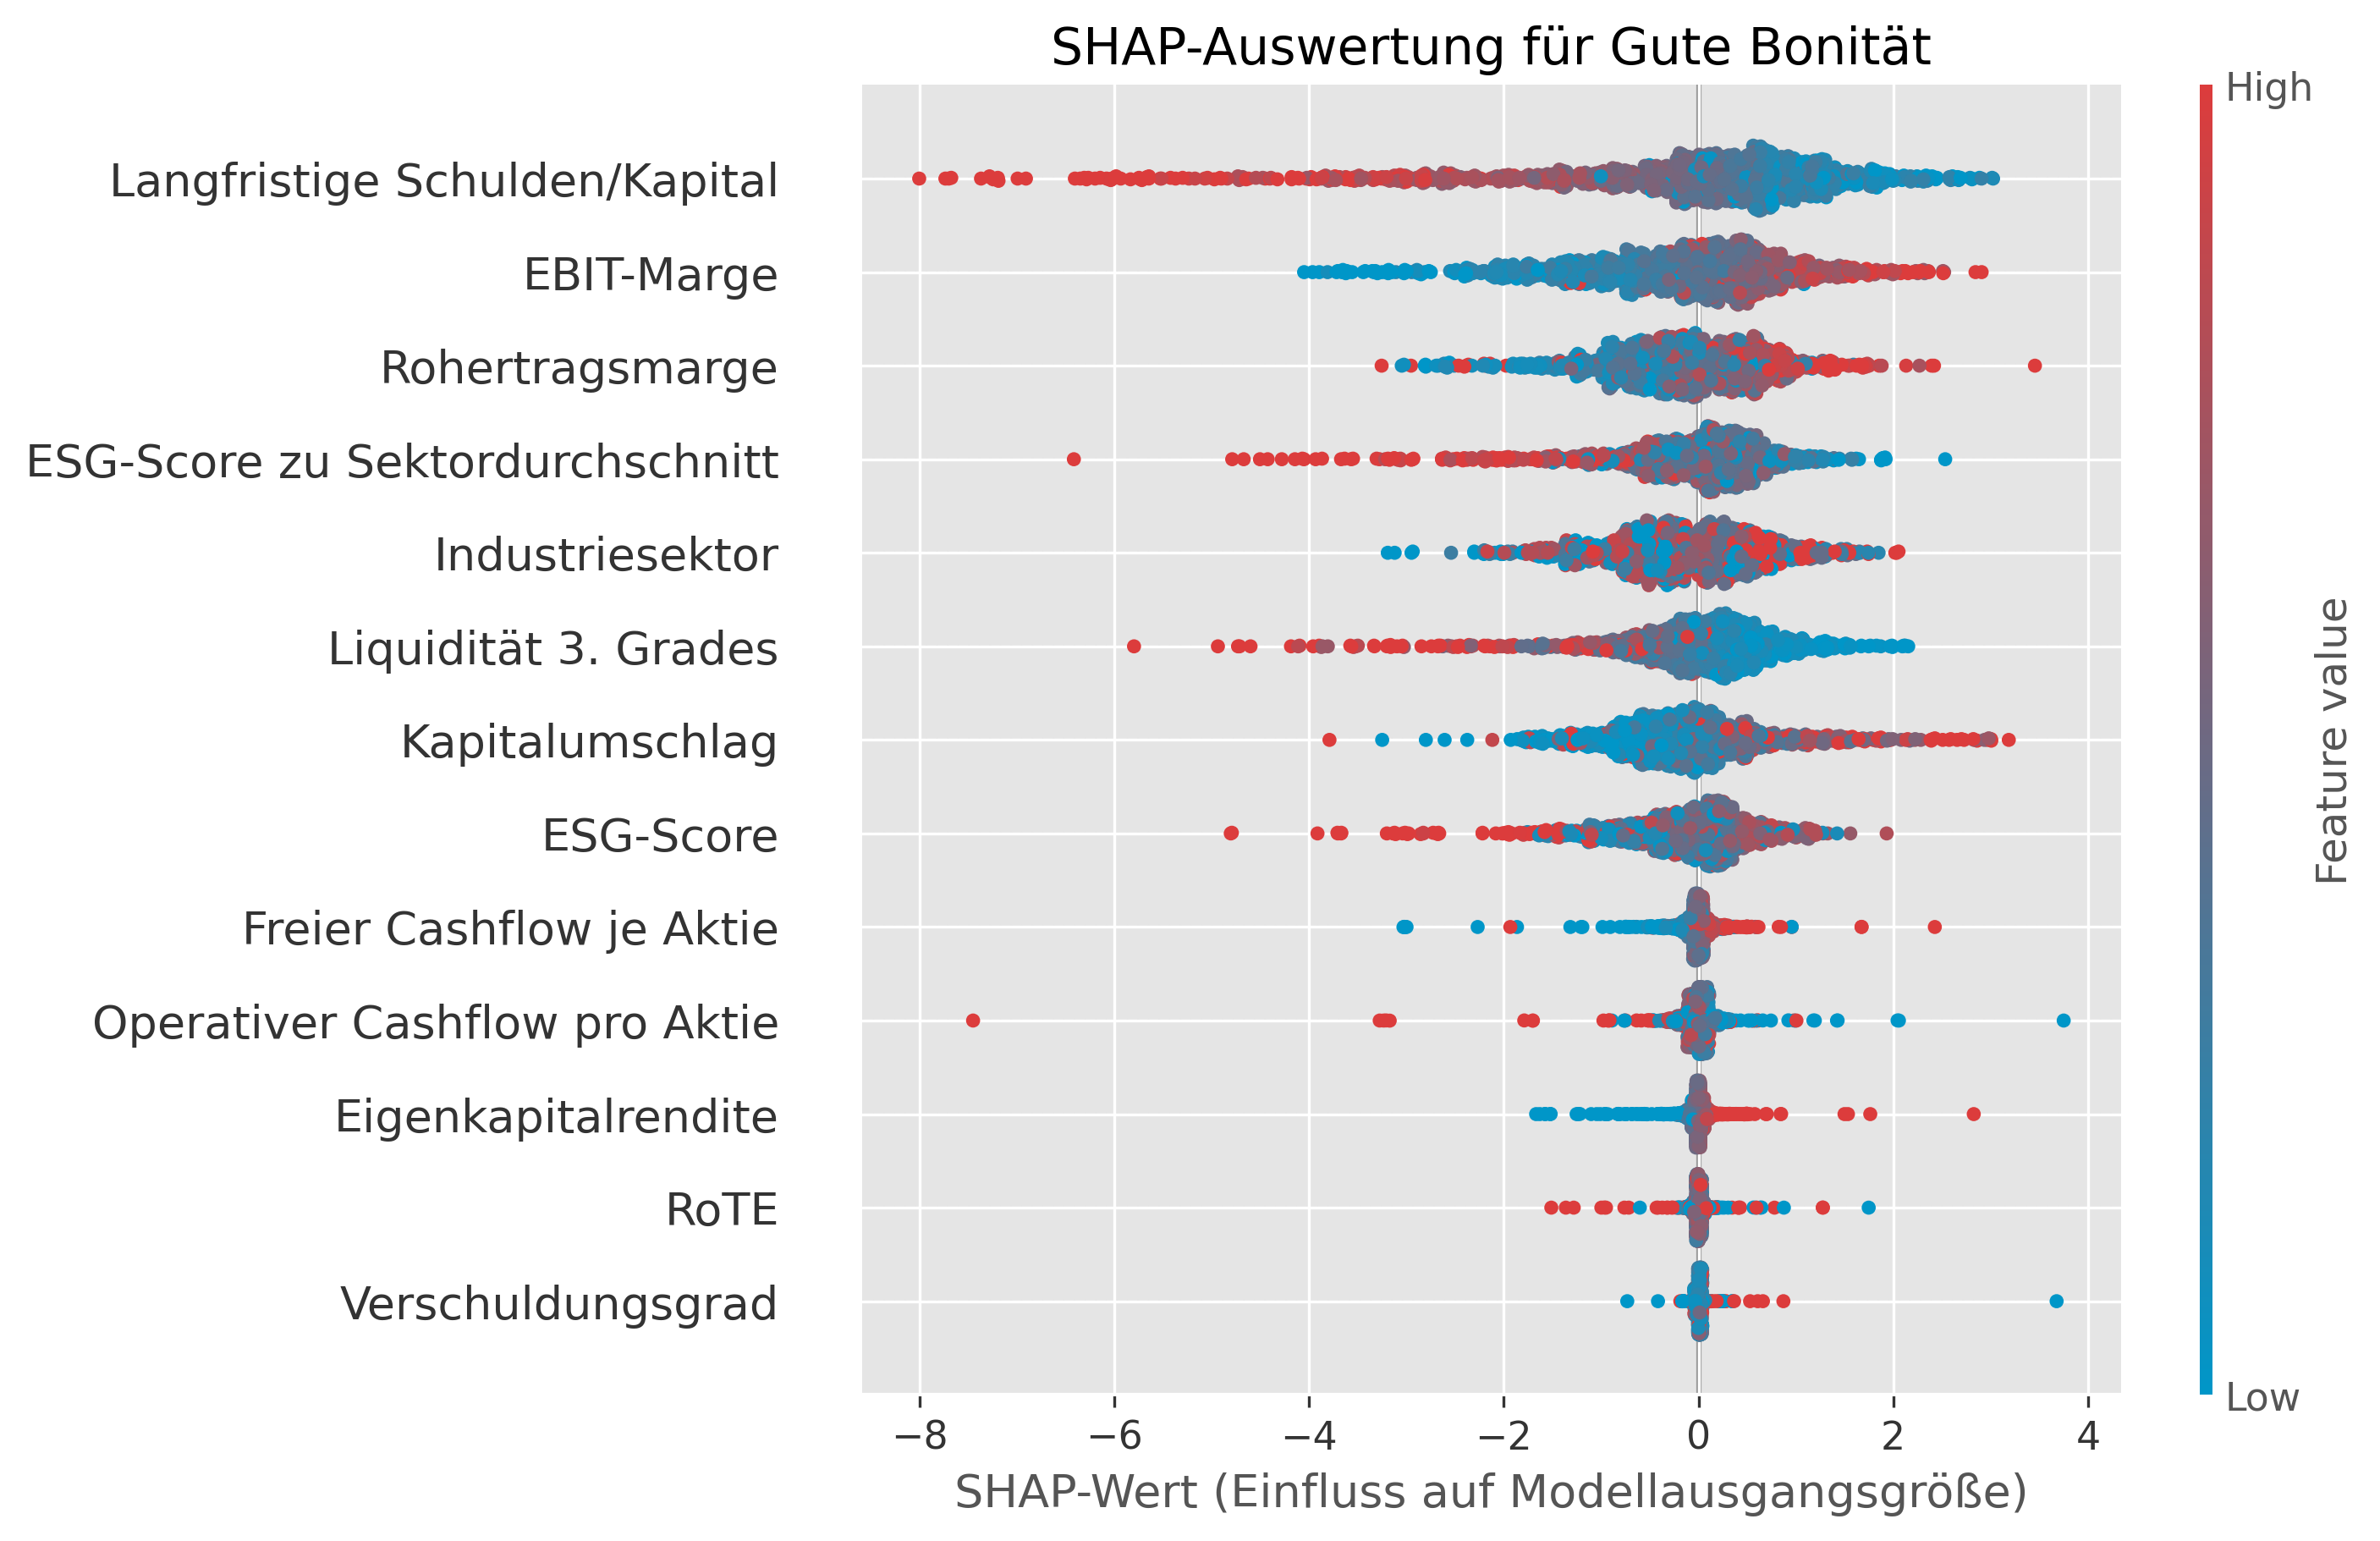 SHAP-Auswertung für Gute Bonität
High
Langfristige Schulden/Kapital
EBIT-Marge
Rohertragsmarge
ESG-Score zu Sektordurchschnitt
Industriesektor
Liquidität 3. Grades
Kapitalumschlag
ESG-Score
Freier Cashflow je Aktie
Operativer Cashflow pro Aktie
Eigenkapitalrendite
RoTE
Verschuldungsgrad
Feature value
Low
−8 −6 −4 −2 0 2 4
SHAP-Wert (Einfluss auf Modellausgangsgröße)